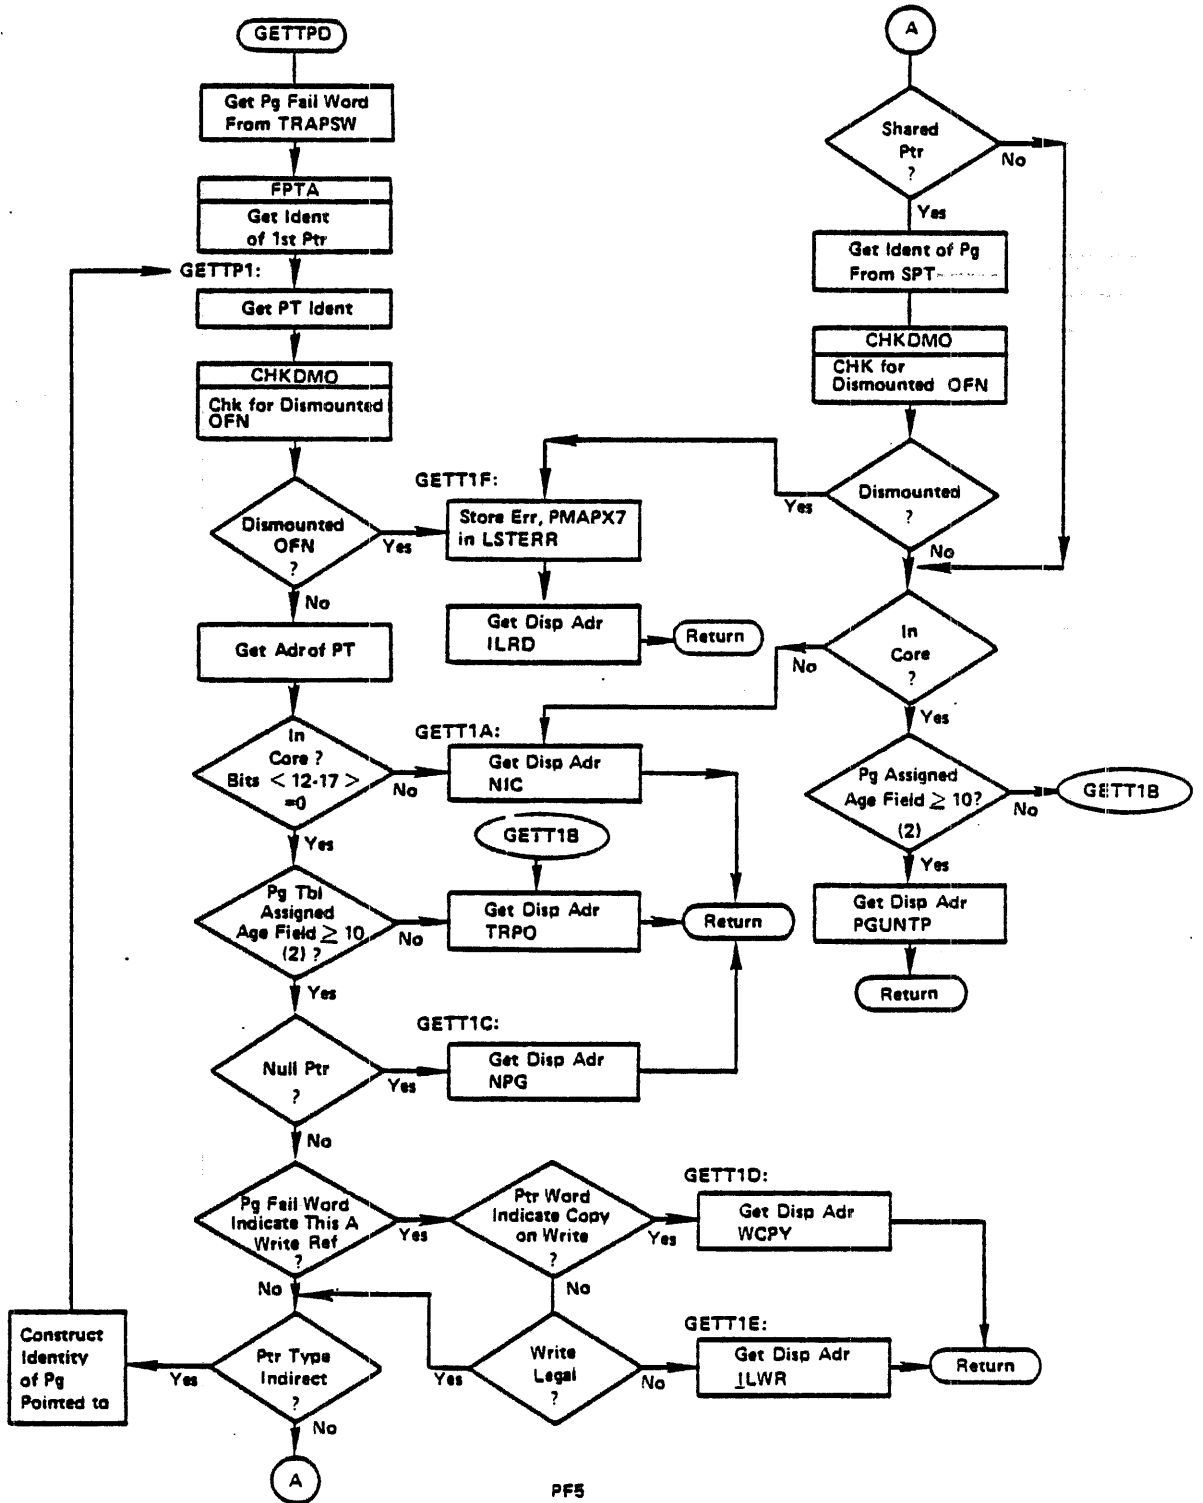 GETTPD
Get Pg Fail Word
From TRAPSW
FPTA
Get Ident
of 1st Ptr
GETTP1:
Get PT Ident
CHKDMO
Chk for Dismounted
OFN
Dismounted
OFN
?
Yes
No
GETT1F:
Store Err, PMAPX7
in LSTERR
Get Disp Adr
ILRD
Return
Get Adrof PT
In
Core ?
Bits < 12-17 >
=0
No
Yes
GETT1A:
Get Disp Adr
NIC
GETT1B
Pg Tbl
Assigned
Age Field ≥ 10
(2) ?
No
Yes
Get Disp Adr
TRPO
Return
GETT1C:
Null Ptr
?
Yes
No
Get Disp Adr
NPG
Pg Fail Word
Indicate This A
Write Ref
?
Yes
No
Ptr Word
Indicate Copy
on Write
?
Yes
No
GETT1D:
Get Disp Adr
WCPY
GETT1E:
Write
Legal
?
Yes
No
Get Disp Adr
ILWR
Return
Ptr Type
Indirect
?
Yes
No
Construct
Identity
of Pg
Pointed to
A
A
Shared
Ptr
?
No
Yes
Get Ident of Pg
From SPT
CHKDMO
CHK for
Dismounted OFN
Dismounted
?
Yes
No
In
Core
?
No
Yes
Pg Assigned
Age Field ≥ 10?
(2)
No
GETT1B
Yes
Get Disp Adr
PGUNTP
Return
PF5